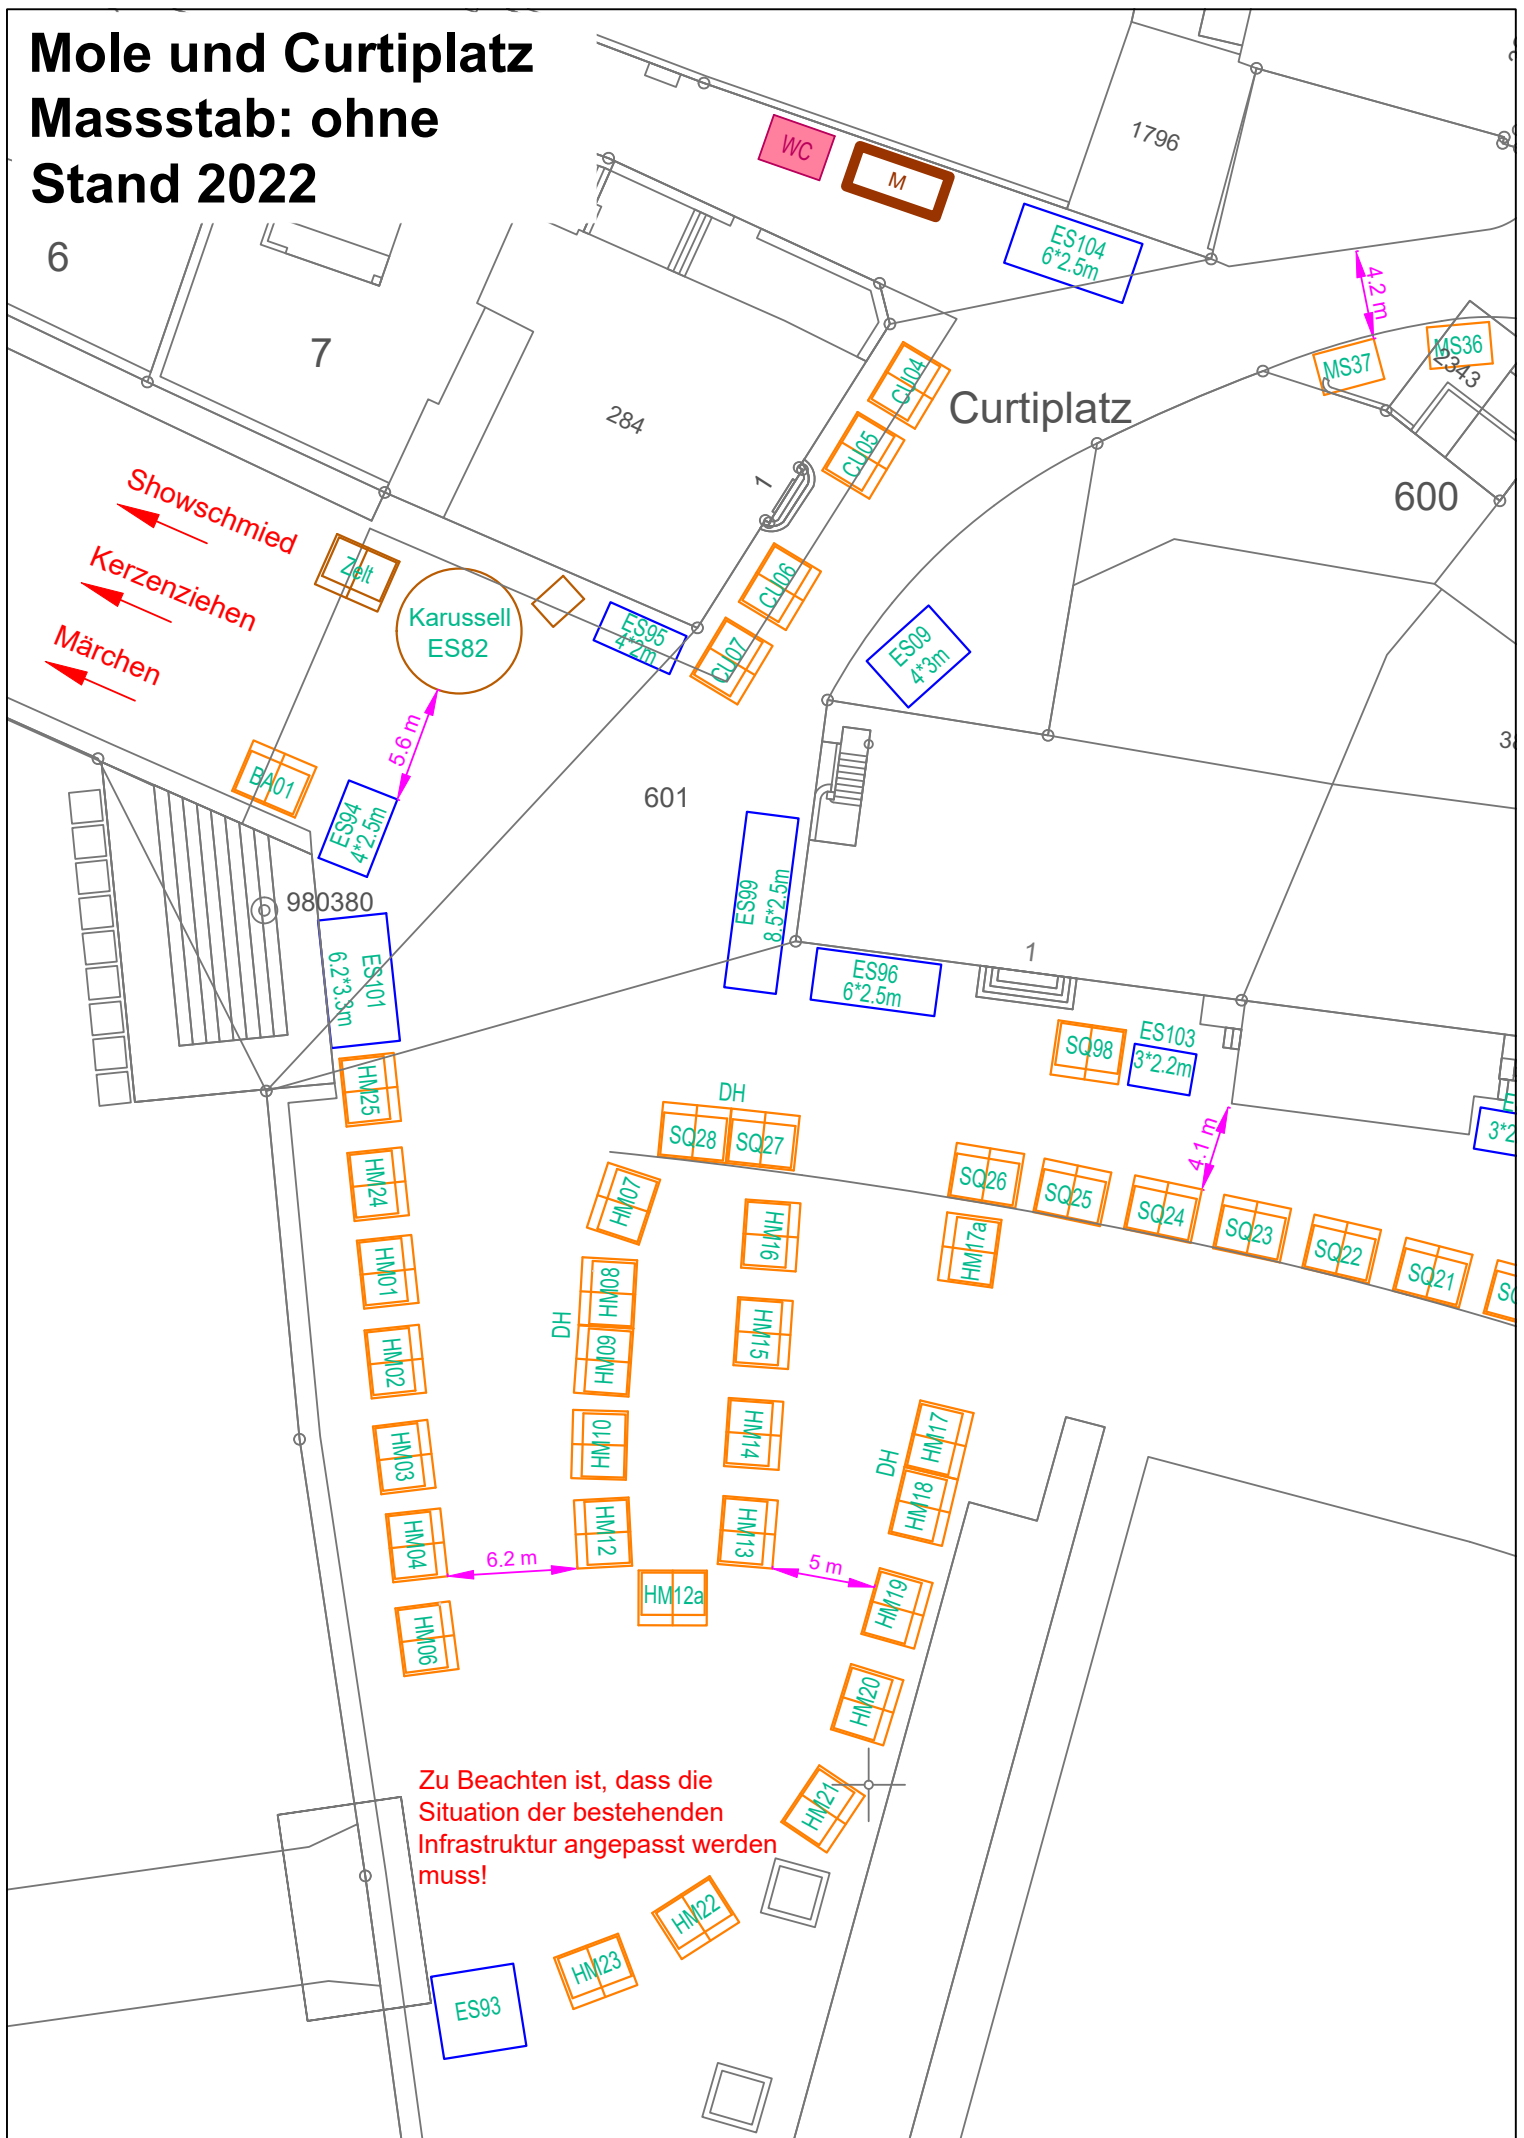 Mole und Curtiplatz
Massstab: ohne
Stand 2022
WC
M
1796
ES104
6*2.5m
4.2 m
MS37
MS36
2343
6
7
284
CU04
CU05
Curtiplatz
600
1
Showschmied
Kerzenziehen
Märchen
Zelt
Karussell
ES82
ES95
4*2m
CU06
CU07
ES09
4*3m
5.6 m
BA01
ES94
4*2.5m
601
980380
ES101
6.2*3.3m
ES99
8.5*2.5m
ES96
6*2.5m
1
SQ98
ES103
3*2.2m
4.1 m
HM25
DH
SQ28
SQ27
SQ26
SQ25
SQ24
SQ23
SQ22
SQ21
HM24
HM07
HM16
HM17a
HM01
HM08
DH
HM09
HM15
HM02
HM03
HM10
HM14
HM17
DH
HM18
HM04
6.2 m
HM12
HM13
5 m
HM12a
HM19
HM06
HM20
Zu Beachten ist, dass die
Situation der bestehenden
Infrastruktur angepasst werden
muss!
HM21
HM22
HM23
ES93